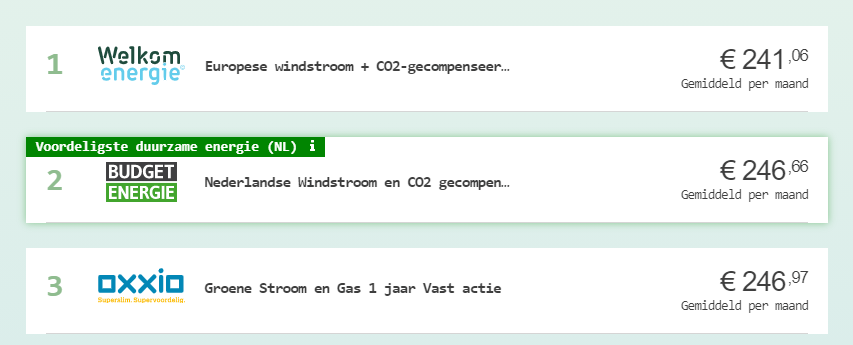 1
Welkom
energie
Europese windstroom + CO2-gecompenseer…
€ 241,06
Gemiddeld per maand
Voordeligste duurzame energie (NL) i
2
BUDGET
ENERGIE
Nederlandse Windstroom en CO2 gecompen…
€ 246,66
Gemiddeld per maand
3
oxxio
Superslim. Supervoordelig.
Groene Stroom en Gas 1 jaar Vast actie
€ 246,97
Gemiddeld per maand